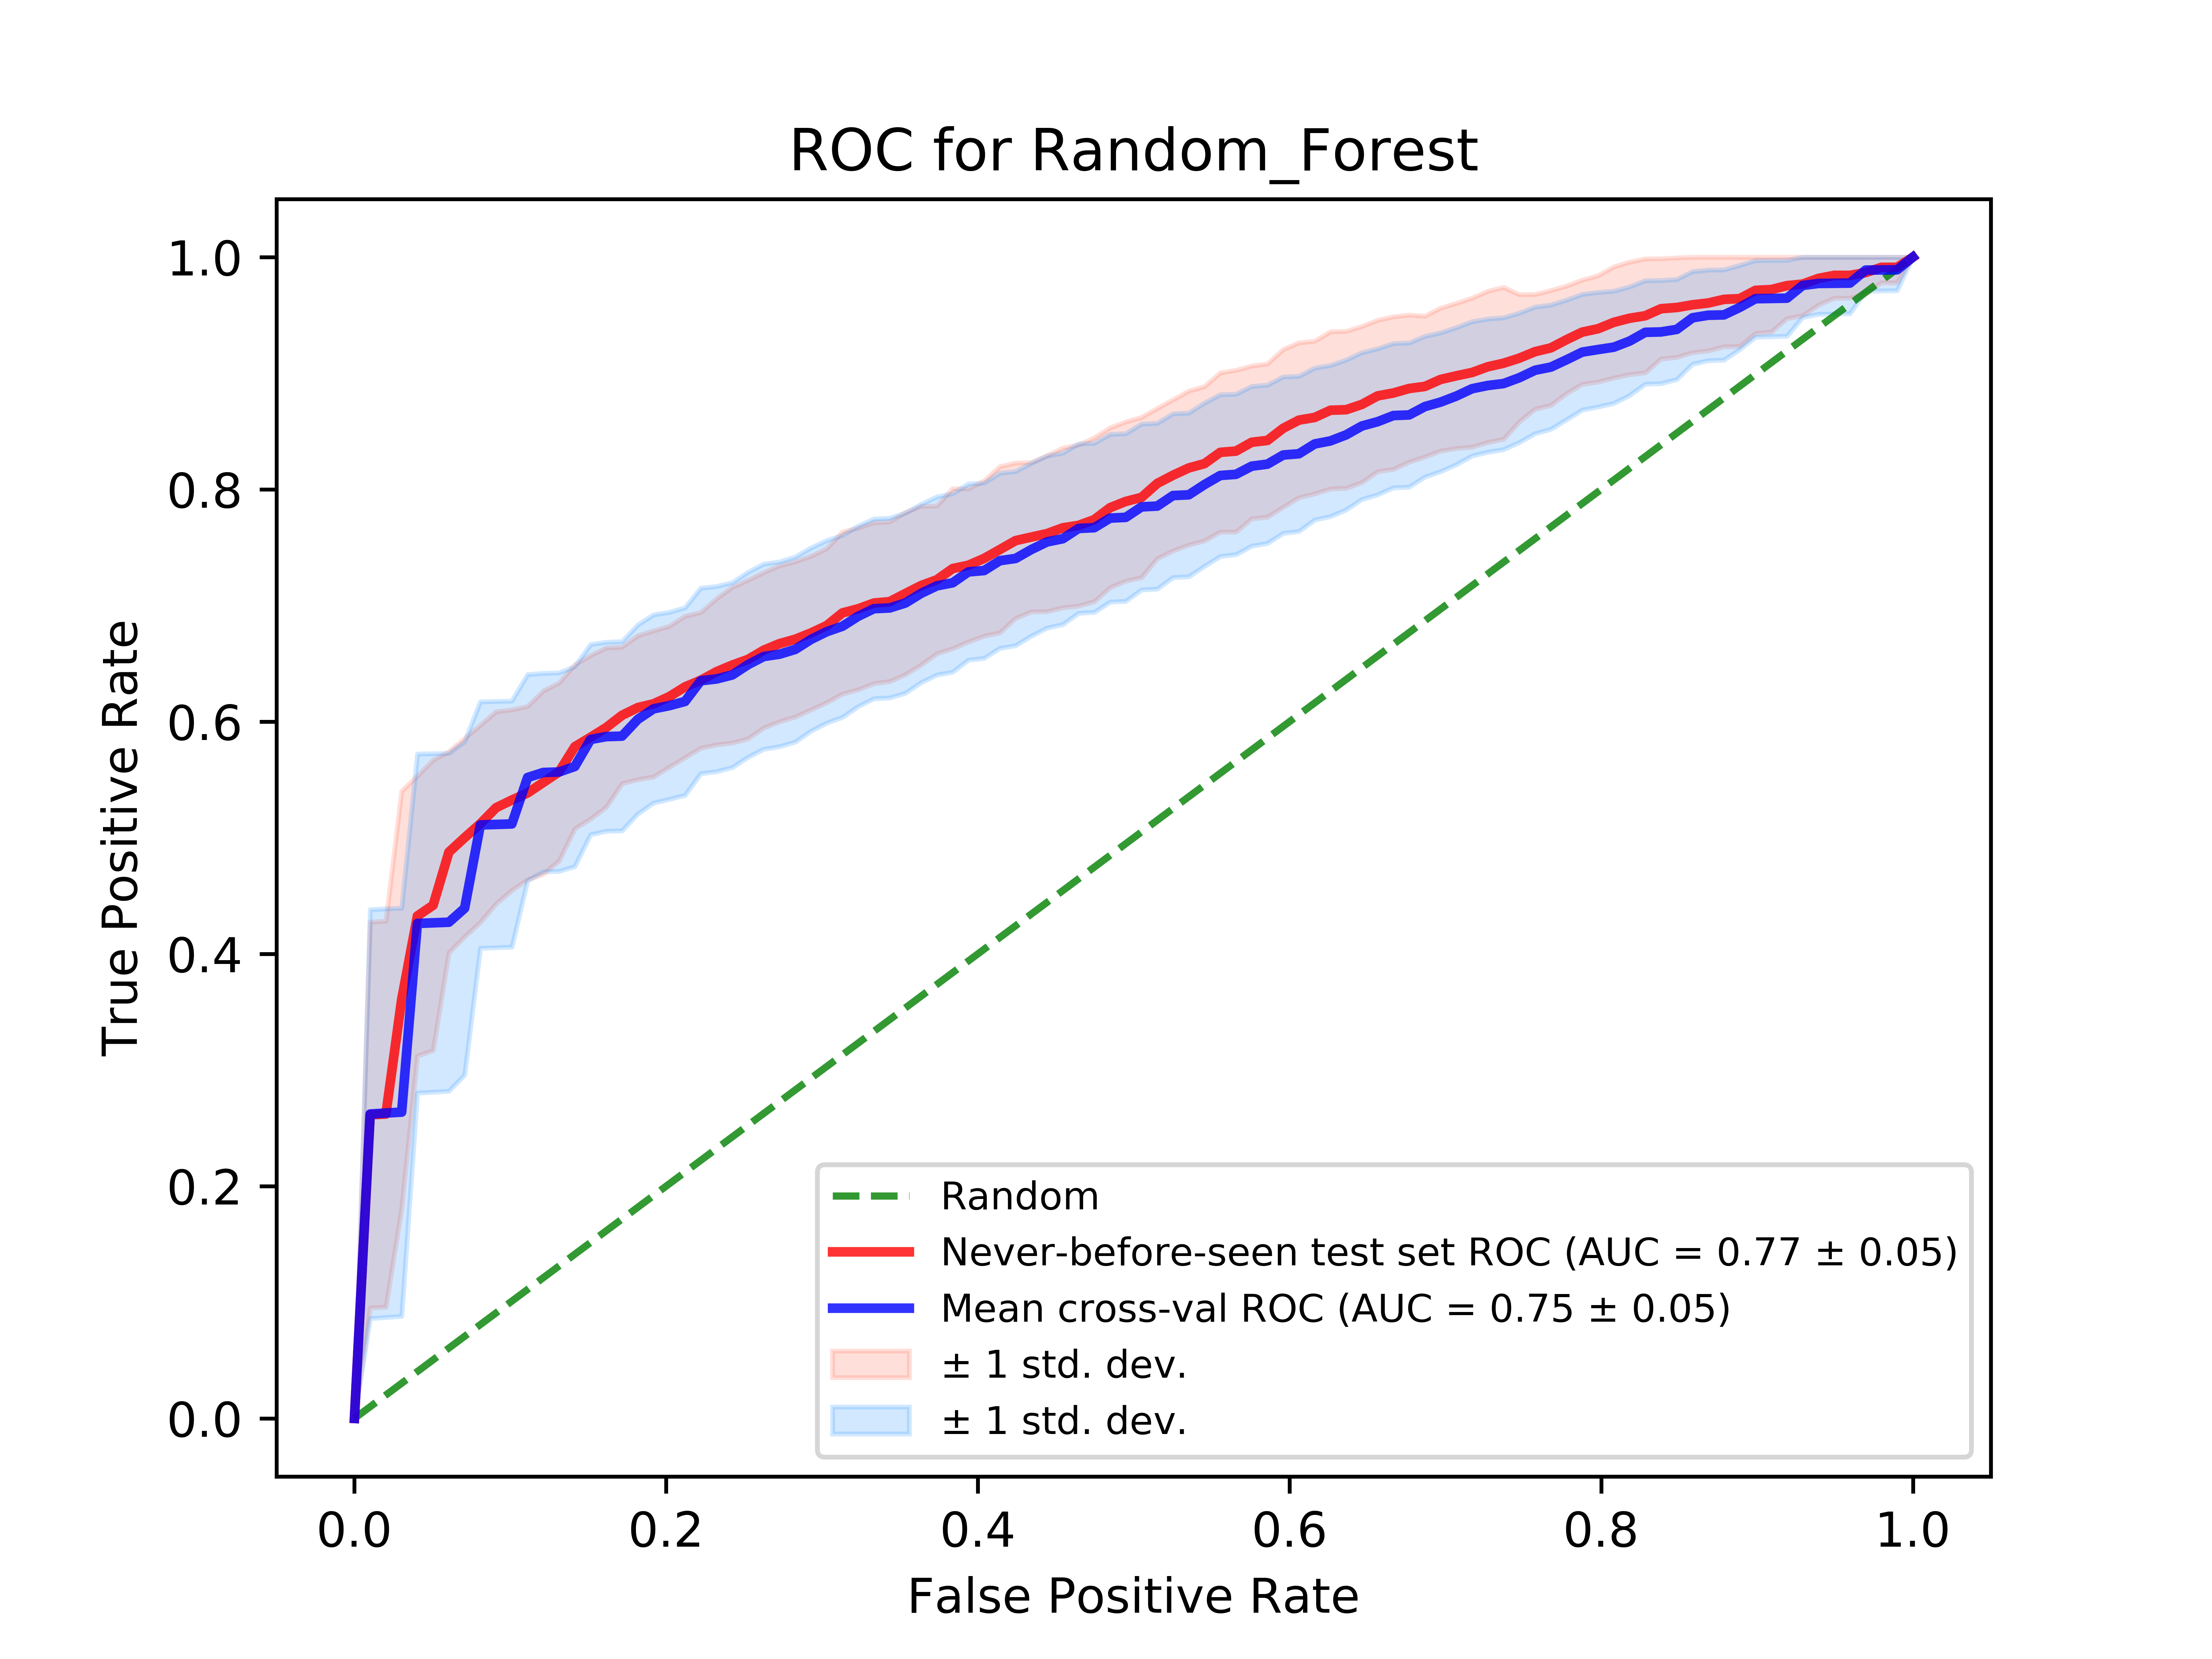 ROC for Random_Forest
1.0
0.8
0.6
0.4
0.2
0.0
True Positive Rate
Random
Never-before-seen test set ROC (AUC = 0.77 ± 0.05)
Mean cross-val ROC (AUC = 0.75 ± 0.05)
± 1 std. dev.
± 1 std. dev.
0.0 0.2 0.4 0.6 0.8 1.0
False Positive Rate